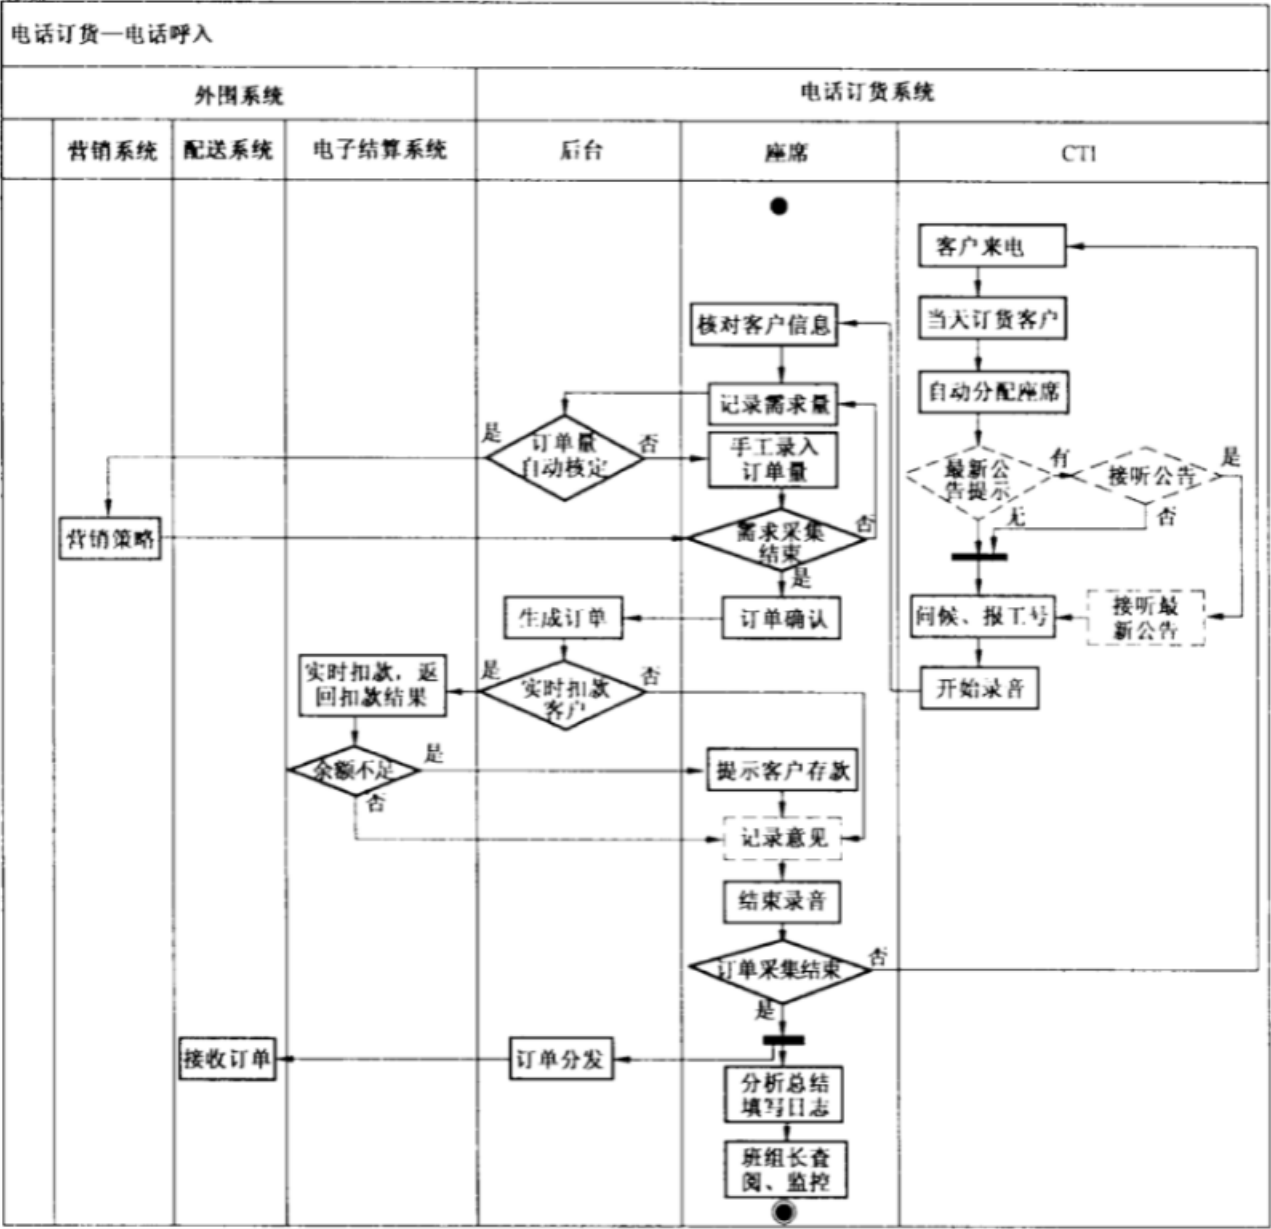 电话订货—电话呼入
外围系统
电话订货系统
营销系统
配送系统
电子结算系统
后台
座席
CTI
客户来电
核对客户信息
当天订货客户
记录需求量
自动分配座席
是
订单量
自动核定
否
手工录入
订单量
最新公
告提示
有
接听公告
是
无
否
营销策略
需求采集
结束
否
是
生成订单
订单确认
问候、报工号
接听最
新公告
实时扣款，返
回扣款结果
是
实时扣款
客户
否
开始录音
余额不足
是
否
提示客户存款
记录意见
结束录音
订单采集结束
否
是
接收订单
订单分发
分析总结
填写日志
班组长查
阅、监控